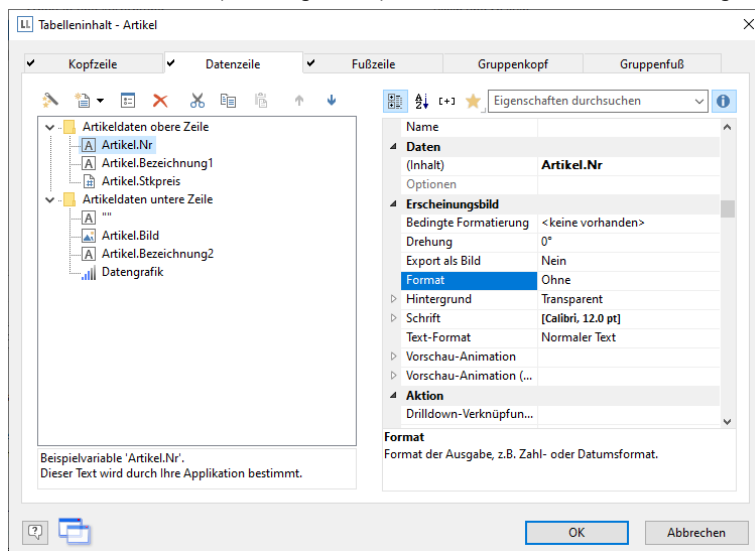 LL Tabelleninhalt - Artikel
Kopfzeile Datenzeile Fußzeile Gruppenkopf Gruppenfuß
Eigenschaften durchsuchen
Artikeldaten obere Zeile
Artikel.Nr
Artikel.Bezeichnung1
Artikel.Stkpreis
Artikeldaten untere Zeile
""
Artikel.Bild
Artikel.Bezeichnung2
Datengrafik
Beispielvariable 'Artikel.Nr'.
Dieser Text wird durch Ihre Applikation bestimmt.
Name
Daten
(Inhalt) Artikel.Nr
Optionen
Erscheinungsbild
Bedingte Formatierung <keine vorhanden>
Drehung 0°
Export als Bild Nein
Format Ohne
Hintergrund Transparent
Schrift [Calibri, 12.0 pt]
Text-Format Normaler Text
Vorschau-Animation
Vorschau-Animation (...
Aktion
Drilldown-Verknüpfun...
Format
Format der Ausgabe, z.B. Zahl- oder Datumsformat.
OK Abbrechen